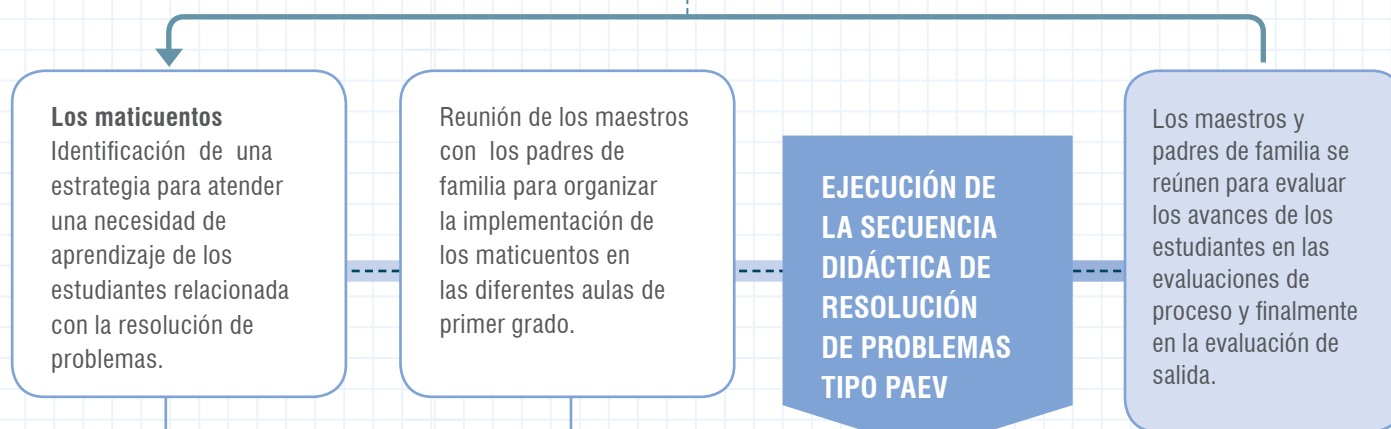 Los maticuentos
Identificación de una
estrategia para atender
una necesidad de
aprendizaje de los
estudiantes relacionada
con la resolución de
problemas.
Reunión de los maestros
con los padres de
familia para organizar
la implementación de
los maticuentos en
las diferentes aulas de
primer grado.
EJECUCIÓN DE
LA SECUENCIA
DIDÁCTICA DE
RESOLUCIÓN
DE PROBLEMAS
TIPO PAEV
Los maestros y
padres de familia se
reúnen para evaluar
los avances de los
estudiantes en las
evaluaciones de
proceso y finalmente
en la evaluación de
salida.